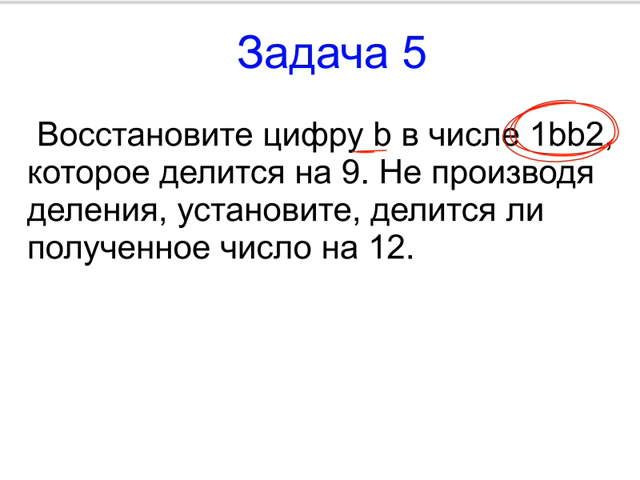 Задача 5
Восстановите цифру b в числе 1bb2,
которое делится на 9. Не производя
деления, установите, делится ли
полученное число на 12.